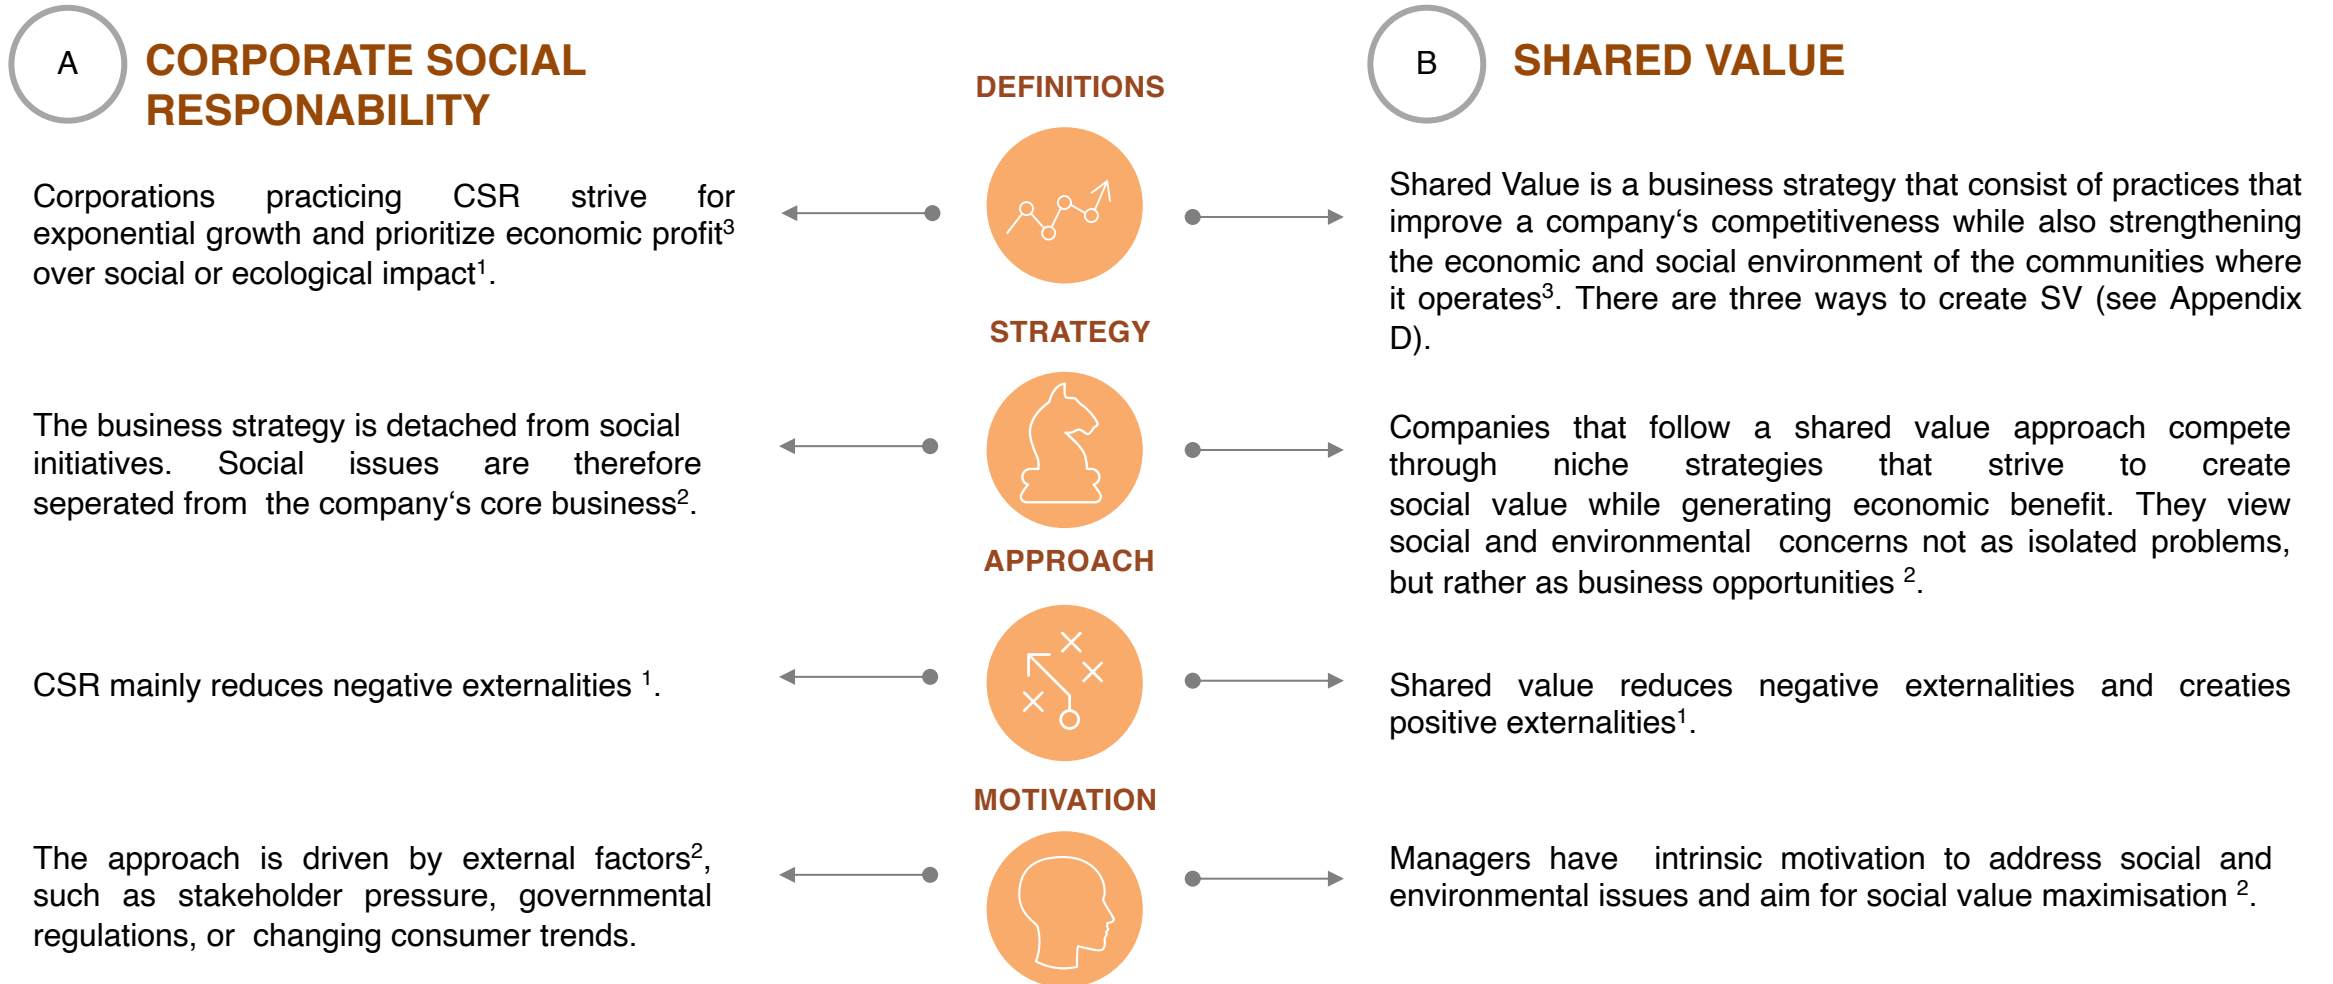 A
CORPORATE SOCIAL
RESPONABILITY
Corporations practicing CSR strive for
exponential growth and prioritize economic profit³
over social or ecological impact¹.
The business strategy is detached from social
initiatives. Social issues are therefore
seperated from the company‘s core business².
CSR mainly reduces negative externalities ¹.
The approach is driven by external factors²,
such as stakeholder pressure, governmental
regulations, or changing consumer trends.
DEFINITIONS
STRATEGY
APPROACH
MOTIVATION
B
SHARED VALUE
Shared Value is a business strategy that consist of practices that
improve a company‘s competitiveness while also strengthening
the economic and social environment of the communities where
it operates³. There are three ways to create SV (see Appendix
D).
Companies that follow a shared value approach compete
through niche strategies that strive to create
social value while generating economic benefit. They view
social and environmental concerns not as isolated problems,
but rather as business opportunities ².
Shared value reduces negative externalities and creaties
positive externalities¹.
Managers have intrinsic motivation to address social and
environmental issues and aim for social value maximisation ².